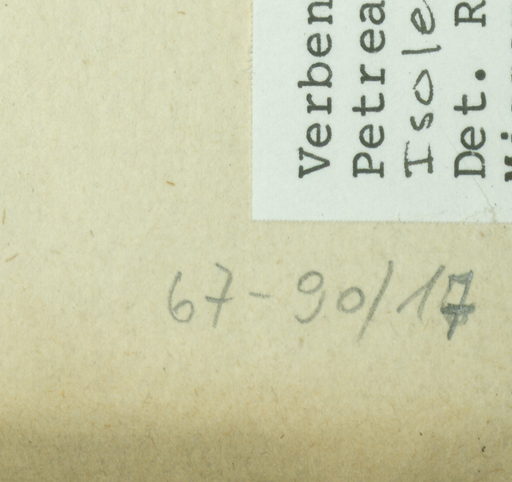 Verben
Petrea
Isole
Det. R
67-90/17